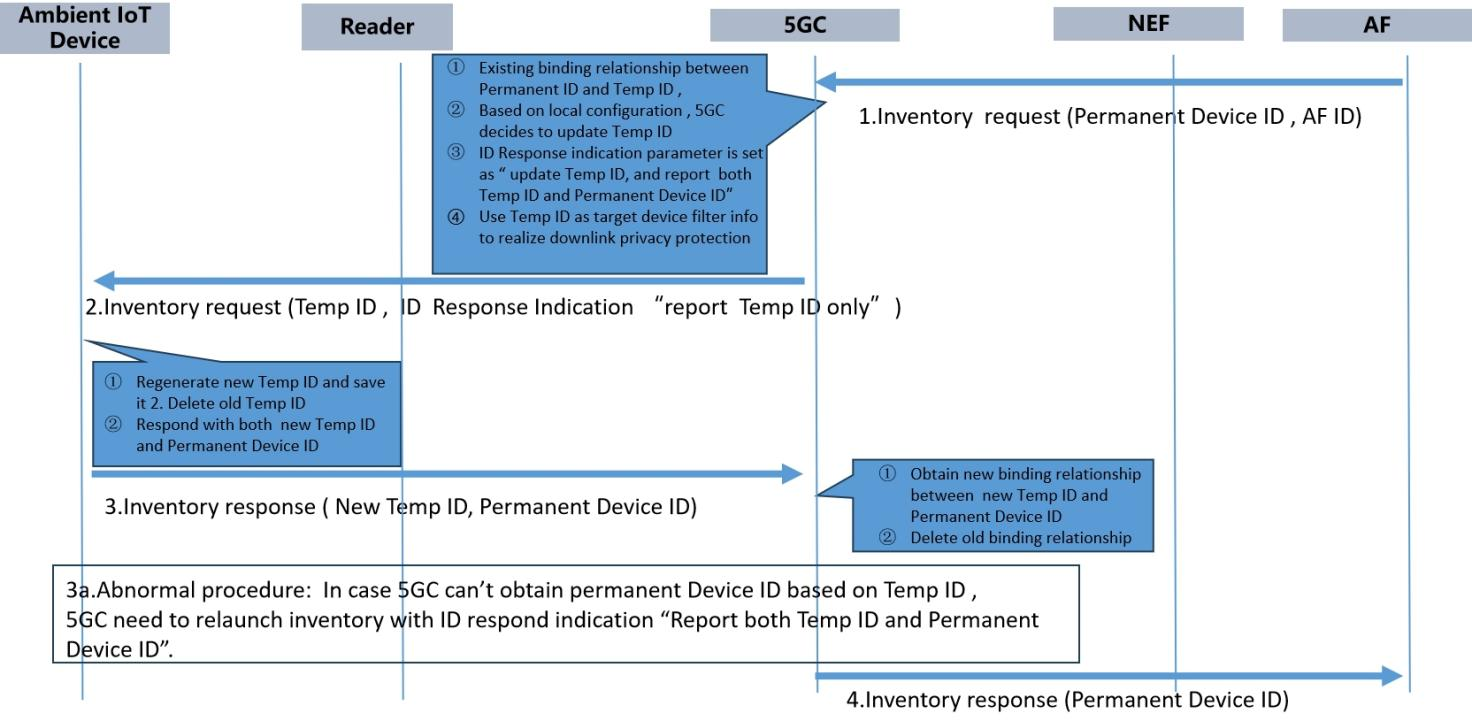 Ambient IoT
Device
Reader
5GC
NEF
AF
① Existing binding relationship between
Permanent ID and Temp ID ,
② Based on local configuration , 5GC
decides to update Temp ID
③ ID Response indication parameter is set
as “ update Temp ID, and report both
Temp ID and Permanent Device ID”
④ Use Temp ID as target device filter info
to realize downlink privacy protection
1.Inventory request (Permanent Device ID , AF ID)
2.Inventory request (Temp ID , ID Response Indication “report Temp ID only” )
① Regenerate new Temp ID and save
it 2. Delete old Temp ID
② Respond with both new Temp ID
and Permanent Device ID
3.Inventory response ( New Temp ID, Permanent Device ID)
① Obtain new binding relationship
between new Temp ID and
Permanent Device ID
② Delete old binding relationship
3a.Abnormal procedure: In case 5GC can’t obtain permanent Device ID based on Temp ID ,
5GC need to relaunch inventory with ID respond indication “Report both Temp ID and Permanent
Device ID”.
4.Inventory response (Permanent Device ID)